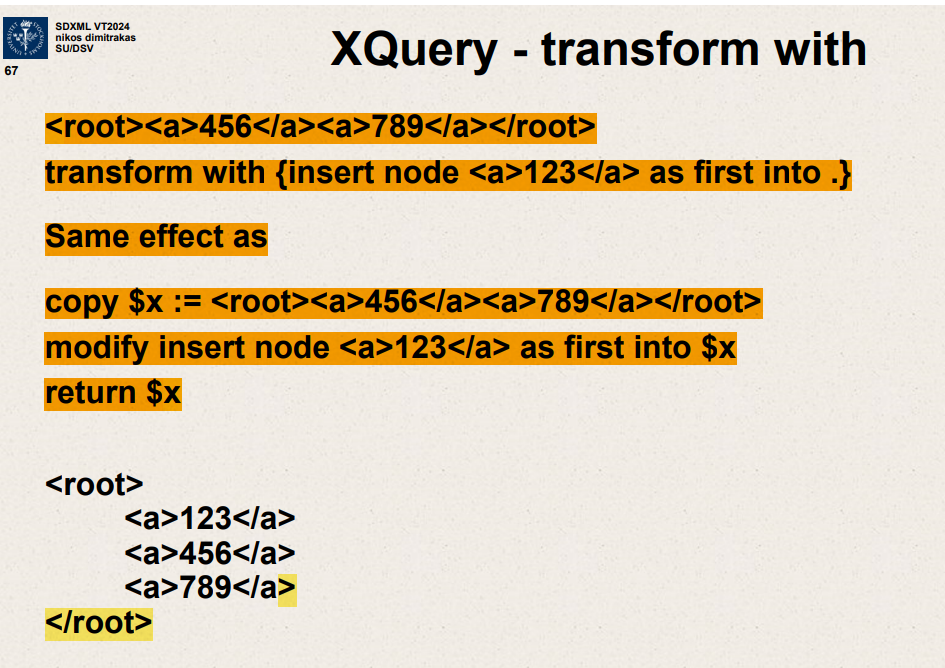 SDXML VT2024
nikos dimitrakas
SU/DSV
67
XQuery - transform with
<root><a>456</a><a>789</a></root>
transform with {insert node <a>123</a> as first into .}
Same effect as
copy $x := <root><a>456</a><a>789</a></root>
modify insert node <a>123</a> as first into $x
return $x
<root>
<a>123</a>
<a>456</a>
<a>789</a>
</root>